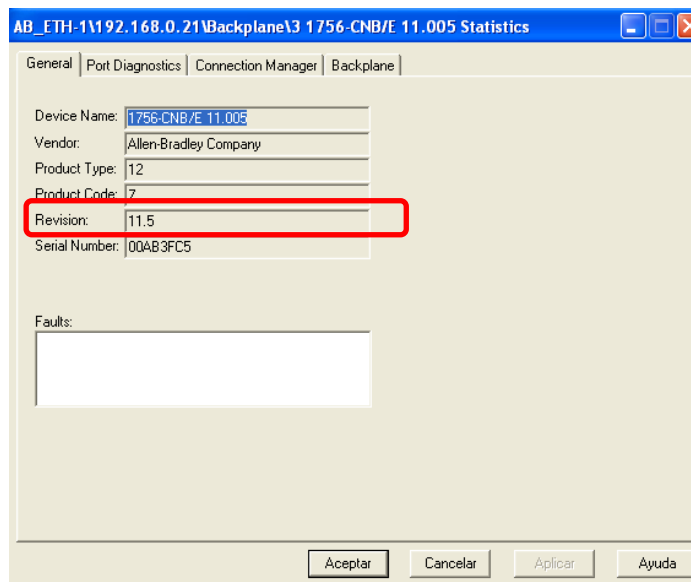 AB_ETH-1\192.168.0.21\Backplane\3 1756-CNB/E 11.005 Statistics
General Port Diagnostics Connection Manager Backplane
Device Name: 1756-CNB/E 11.005
Vendor: Allen-Bradley Company
Product Type: 12
Product Code: 7
Revision: 11.5
Serial Number: 00AB3FC5
Faults:
Aceptar Cancelar Aplicar Ayuda